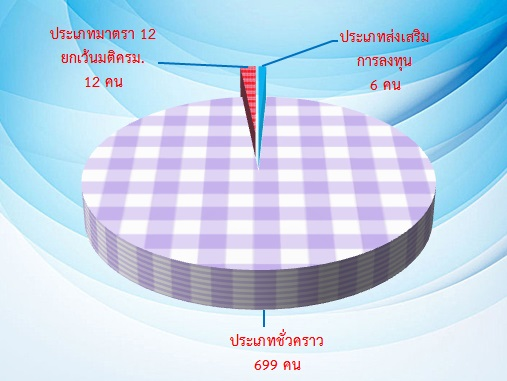 ประเภทมาตรา 12
ยกเว้นมติครม.
12 คน
ประเภทส่งเสริม
การลงทุน
6 คน
ประเภทชั่วคราว
699 คน